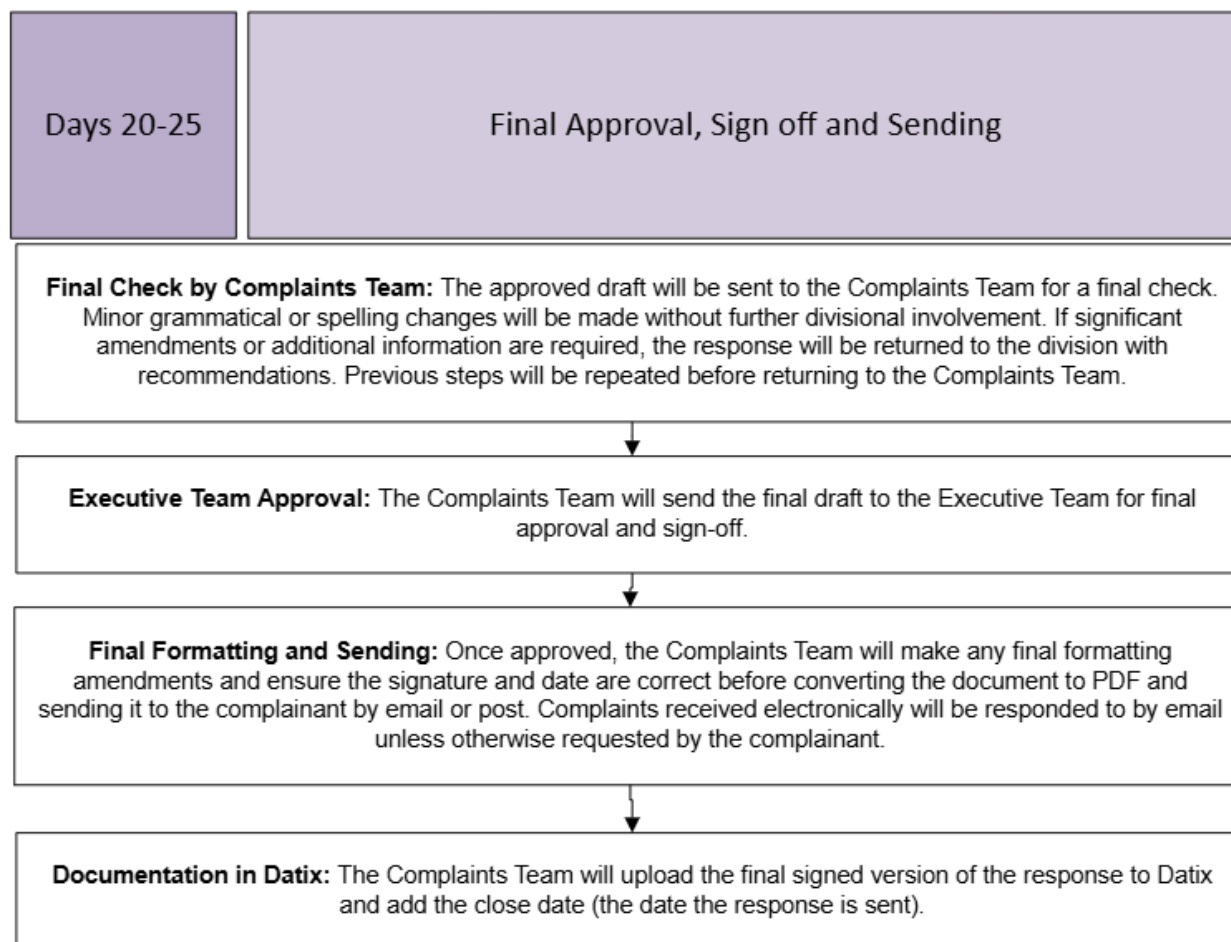 Days 20-25
Final Approval, Sign off and Sending
Final Check by Complaints Team: The approved draft will be sent to the Complaints Team for a final check.
Minor grammatical or spelling changes will be made without further divisional involvement. If significant
amendments or additional information are required, the response will be returned to the division with
recommendations. Previous steps will be repeated before returning to the Complaints Team.
Executive Team Approval: The Complaints Team will send the final draft to the Executive Team for final
approval and sign-off.
Final Formatting and Sending: Once approved, the Complaints Team will make any final formatting
amendments and ensure the signature and date are correct before converting the document to PDF and
sending it to the complainant by email or post. Complaints received electronically will be responded to by email
unless otherwise requested by the complainant.
Documentation in Datix: The Complaints Team will upload the final signed version of the response to Datix
and add the close date (the date the response is sent).